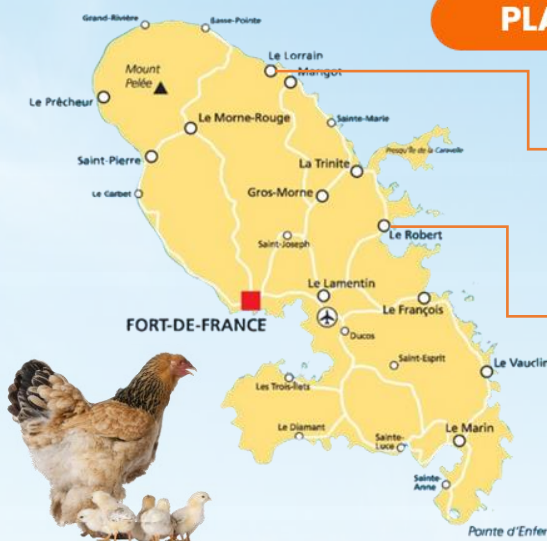 PLA
Grand-Rivière
Basse-Pointe
Le Lorrain
Marigot
Mount
Pelée
Le Prêcheur
Le Morne-Rouge
Sainte-Marie
Presqu'île de la Caravelle
Saint-Pierre
La Trinite
Le Carbet
Gros-Morne
Saint-Joseph
Le Robert
Le Lamentin
FORT-DE-FRANCE
Le François
Ducos
Saint-Esprit
Le Vauclin
Les Trois-Îlets
Le Diamant
Sainte-
Luce
Le Marin
Sainte-
Anne
Pointe d'Enfer